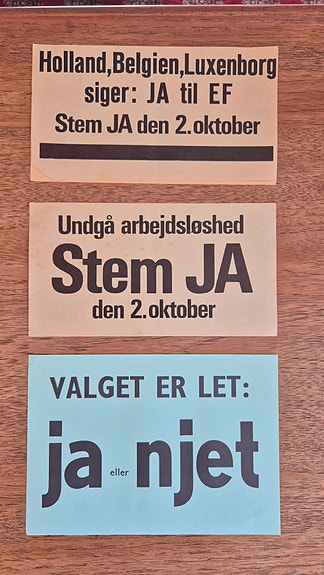 Holland,Belgien,Luxenborg
siger: JA til EF
Stem JA den 2.oktober
Undgå arbejdsløshed
Stem JA
den 2.oktober
VALGET ER LET:
ja eller njet